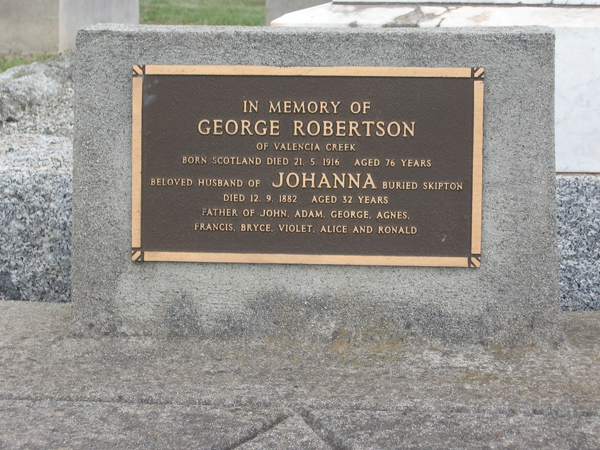 IN MEMORY OF
GEORGE ROBERTSON
OF VALENCIA CREEK
BORN SCOTLAND DIED 21. 5. 1916 AGED 76 YEARS
BELOVED HUSBAND OF JOHANNA BURIED SKIPTON
DIED 12. 9. 1882 AGED 32 YEARS
FATHER OF JOHN, ADAM, GEORGE, AGNES,
FRANCIS, BRYCE, VIOLET, ALICE AND RONALD